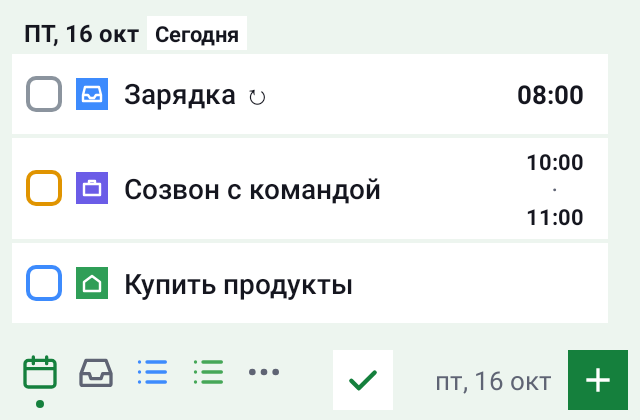 ПТ, 16 окт Сегодня
Зарядка 08:00
Созвон с командой 10:00
11:00
Купить продукты
пт, 16 окт